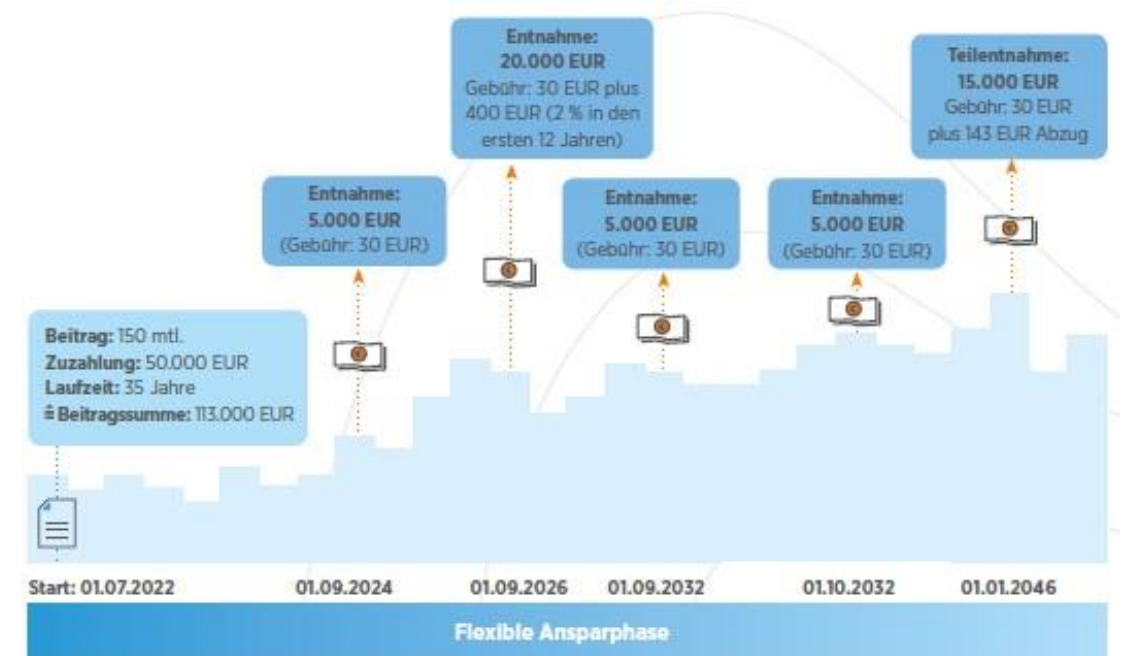 Entnahme:
20.000 EUR
Gebühr: 30 EUR plus
400 EUR (2 % in den
ersten 12 Jahren)
Teilentnahme:
15.000 EUR
Gebühr: 30 EUR
plus 143 EUR Abzug
Entnahme:
5.000 EUR
(Gebühr: 30 EUR)
Entnahme:
5.000 EUR
(Gebühr: 30 EUR)
Entnahme:
5.000 EUR
(Gebühr: 30 EUR)
Beitrag: 150 mtl.
Zuzahlung: 50.000 EUR
Laufzeit: 35 Jahre
≙ Beitragssumme: 113.000 EUR
Start: 01.07.2022
01.09.2024
01.09.2026
01.09.2032
01.10.2032
01.01.2046
Flexible Ansparphase